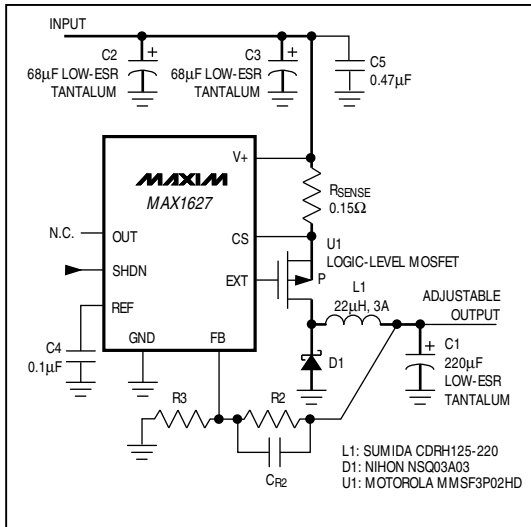 INPUT
C2
+
68µF LOW-ESR
TANTALUM
C3
+
68µF LOW-ESR
TANTALUM
C5
0.47µF
V+
MAXIM
MAX1627
RSENSE
0.15Ω
N.C.
OUT
CS
U1
LOGIC-LEVEL MOSFET
SHDN
EXT
P
L1
22µH, 3A
ADJUSTABLE
OUTPUT
REF
C4
0.1µF
GND
FB
D1
+
C1
220µF
LOW-ESR
TANTALUM
R3
R2
CR2
L1: SUMIDA CDRH125-220
D1: NIHON NSQ03A03
U1: MOTOROLA MMSF3P02HD